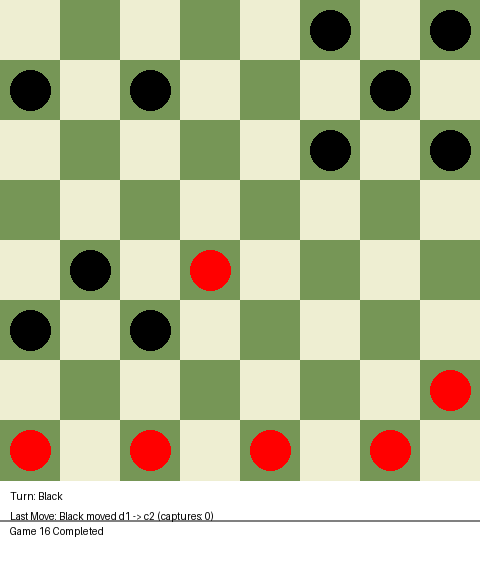 Turn: Black
Last Move: Black moved d1 -> c2 (captures: 0)
Game 16 Completed